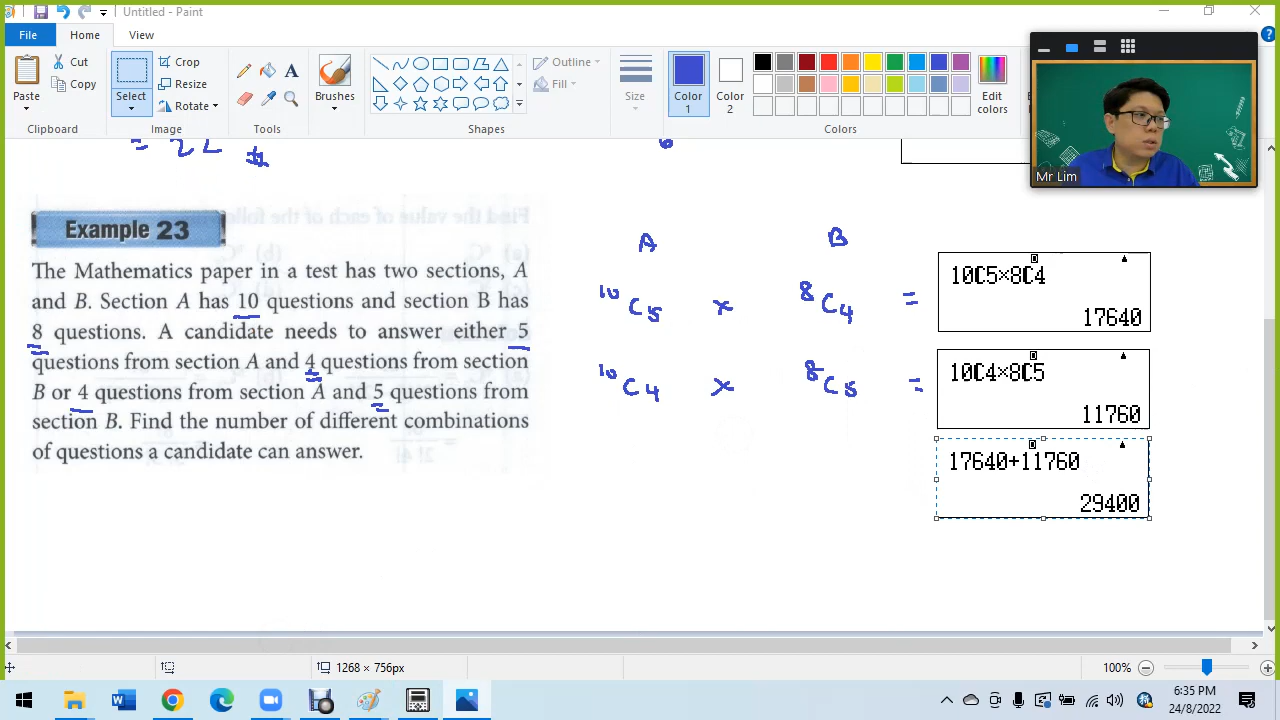 Untitled - Paint
File Home View
Paste
Cut
Copy
Clipboard
Select
Crop
Resize
Rotate
Image
Tools
Brushes
Shapes
Outline
Fill
Size
Color 1
Color 2
Edit colors
Colors
Mr Lim
Example 23
The Mathematics paper in a test has two sections, A
and B. Section A has 10 questions and section B has
8 questions. A candidate needs to answer either 5
questions from section A and 4 questions from section
B or 4 questions from section A and 5 questions from
section B. Find the number of different combinations
of questions a candidate can answer.
A B
10C5 × 8C4 =
10C5×8C4
17640
10C4 × 8C5 =
10C4×8C5
11760
17640+11760
29400
1268 × 756px
100%
6:35 PM
24/8/2022